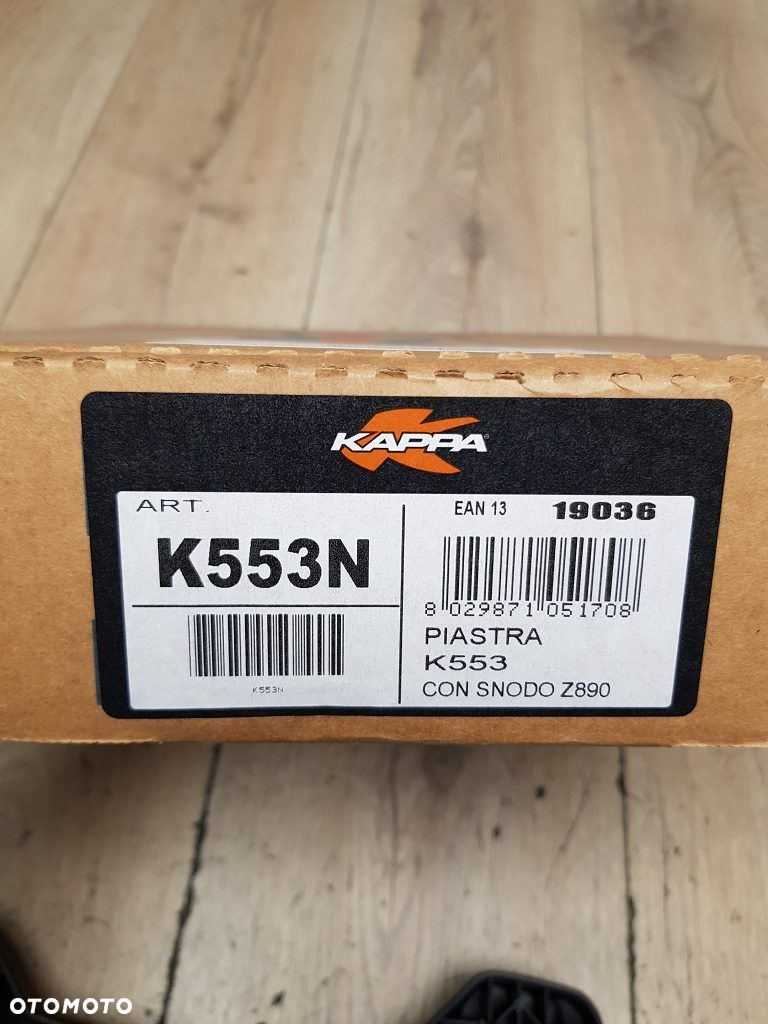 KAPPA
ART.
K553N
K553N
EAN 13 19036
8 029871 051708
PIASTRA
K553
CON SNODO Z890
OTOMOTO